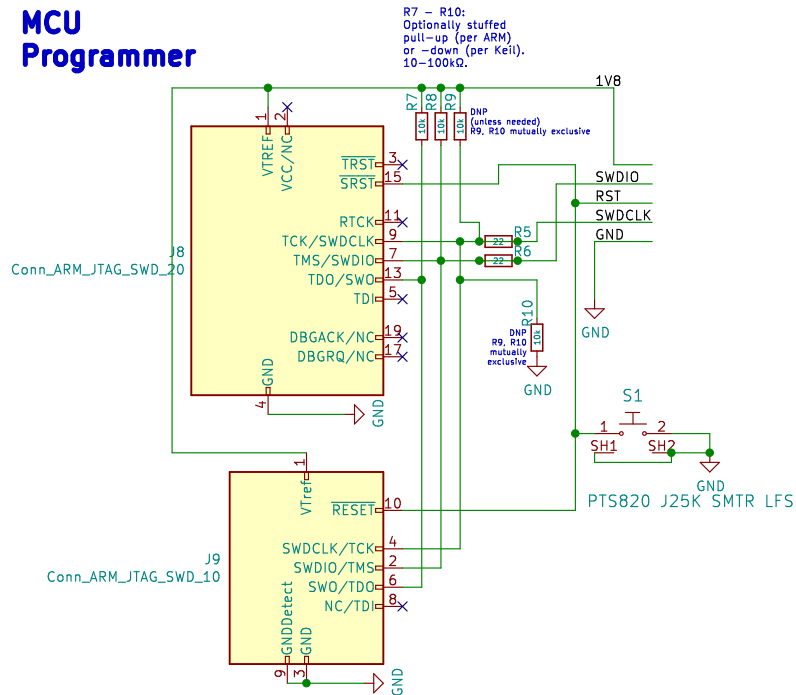 MCU
Programmer
R7 - R10:
Optionally stuffed
pull-up (per ARM)
or -down (per Keil).
10-100kΩ.
1V8
R7
R8
R9
10k
10k
10k
DNP
(unless needed)
R9, R10 mutually exclusive
1
2
VTREF
VCC/NC
TRST
3
SRST
15
RTCK
11
TCK/SWDCLK
9
TMS/SWDIO
7
TDO/SWO
13
TDI
5
DBGACK/NC
19
DBGRQ/NC
17
GND
4
GND
J8
Conn_ARM_JTAG_SWD_20
SWDIO
RST
SWDCLK
GND
R5
22
R6
22
GND
R10
10k
DNP
R9, R10
mutually
exclusive
GND
S1
1
2
SH1
SH2
GND
PTS820 J25K SMTR LFS
1
VTref
RESET
10
SWDCLK/TCK
4
SWDIO/TMS
2
SWO/TDO
6
NC/TDI
8
GNDDetect
GND
9
3
GND
J9
Conn_ARM_JTAG_SWD_10